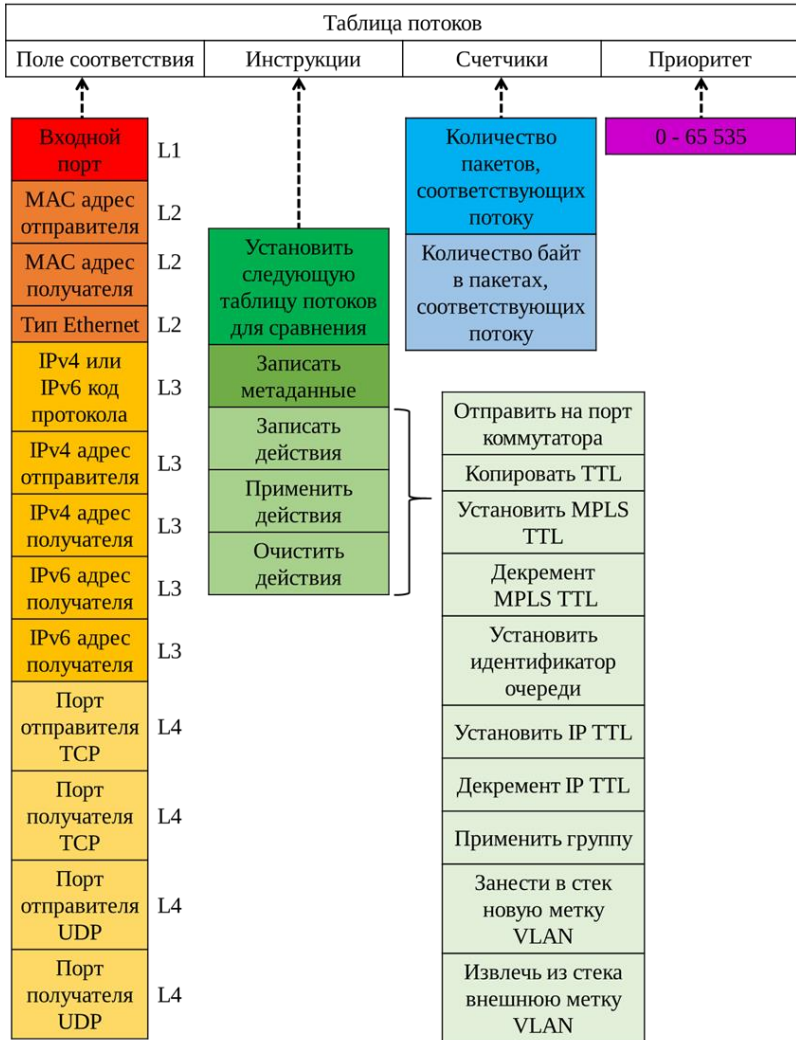 Таблица потоков
Поле соответствия
Инструкции
Счетчики
Приоритет
Входной
порт
L1
MAC адрес
отправителя
L2
MAC адрес
получателя
L2
Тип Ethernet
L2
IPv4 или
IPv6 код
протокола
L3
IPv4 адрес
отправителя
L3
IPv4 адрес
получателя
L3
IPv6 адрес
получателя
L3
IPv6 адрес
получателя
L3
Порт
отправителя
TCP
L4
Порт
получателя
TCP
L4
Порт
отправителя
UDP
L4
Порт
получателя
UDP
L4
Установить
следующую
таблицу потоков
для сравнения
Записать
метаданные
Записать
действия
Применить
действия
Очистить
действия
Количество
пакетов,
соответствующих
потоку
Количество байт
в пакетах,
соответствующих
потоку
Отправить на порт
коммутатора
Копировать TTL
Установить MPLS
TTL
Декремент
MPLS TTL
Установить
идентификатор
очереди
Установить IP TTL
Декремент IP TTL
Применить группу
Занести в стек
новую метку
VLAN
Извлечь из стека
внешнюю метку
VLAN
0 - 65 535